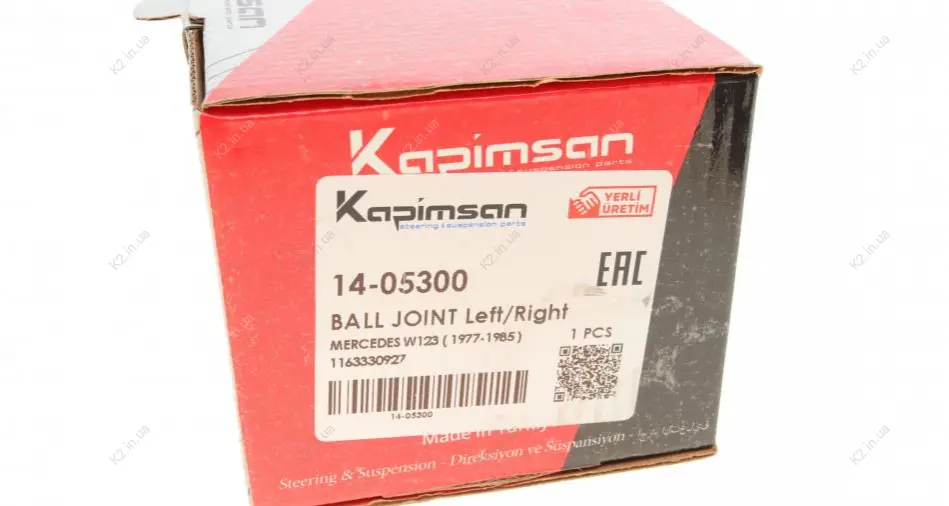 Kapimsan
& suspension parts
Kapimsan
steering & suspension parts
YERLİ
ÜRETİM
14-05300
EAC
BALL JOINT Left/Right
MERCEDES W123 ( 1977-1985 )
1 PCS
1163330927
14-05300
Made in Turkey
Steering & Suspension - Direksiyon ve Süspansiyon -
K2.in.ua